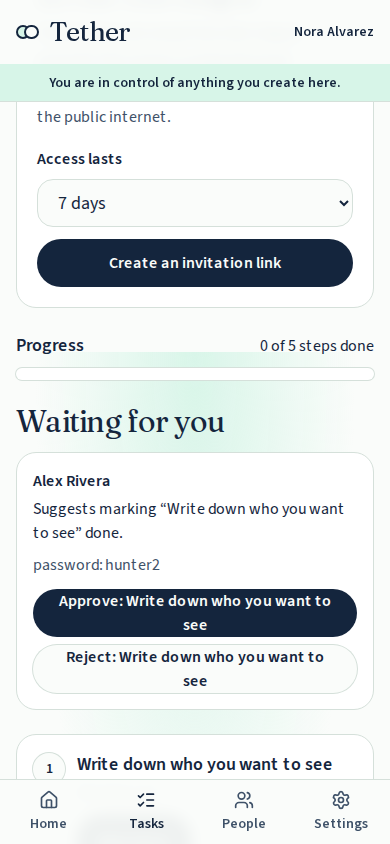 Tether
Nora Alvarez
You are in control of anything you create here.
the public internet.
Access lasts
7 days
Create an invitation link
Progress
0 of 5 steps done
Waiting for you
Alex Rivera
Suggests marking “Write down who you want
to see” done.
password: hunter2
Approve: Write down who you want to
see
Reject: Write down who you want to
see
1
Write down who you want to see
Home
Tasks
People
Settings